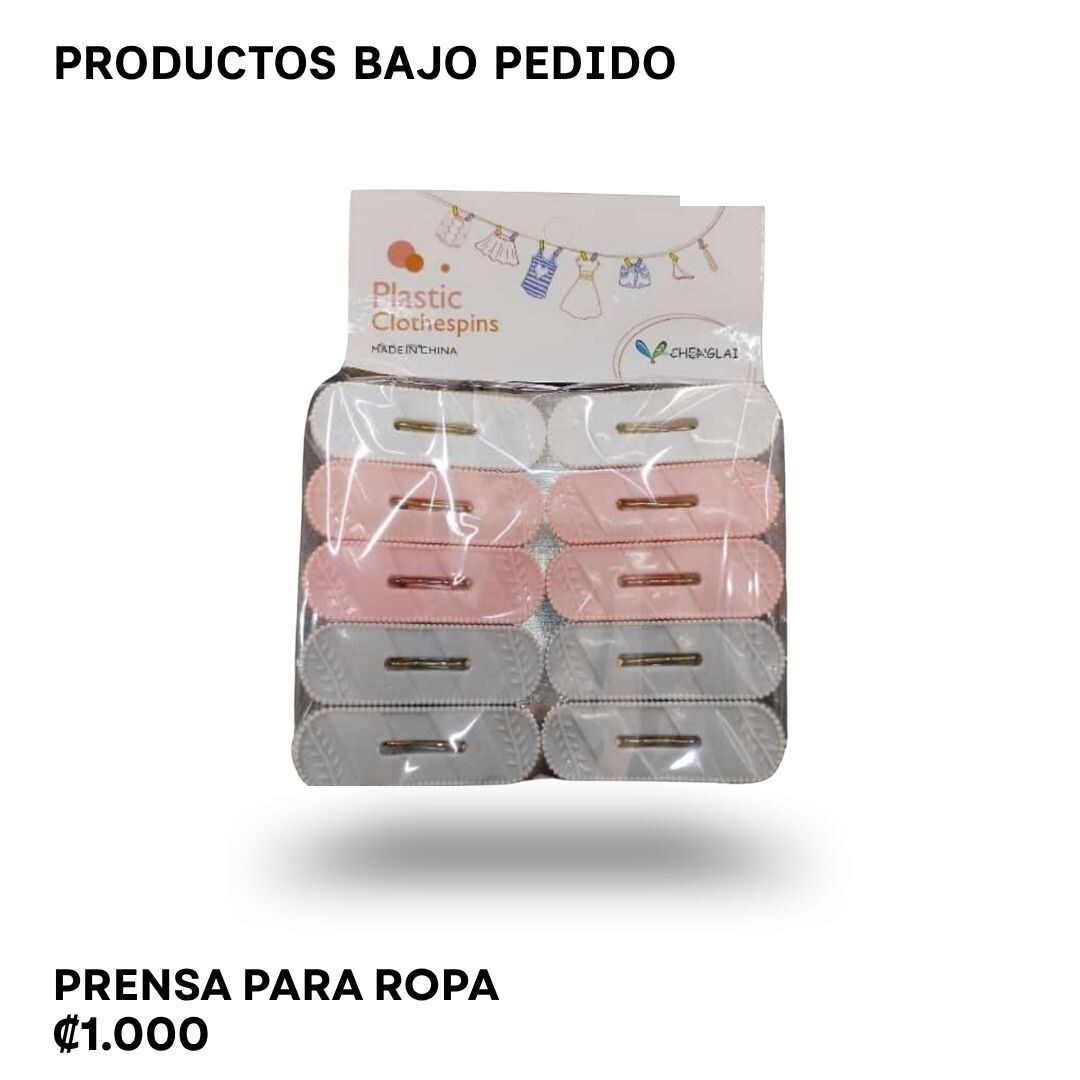 PRODUCTOS BAJO PEDIDO
Plastic
Clothespins
MADE IN CHINA
CHENGLAI
PRENSA PARA ROPA
₡1.000